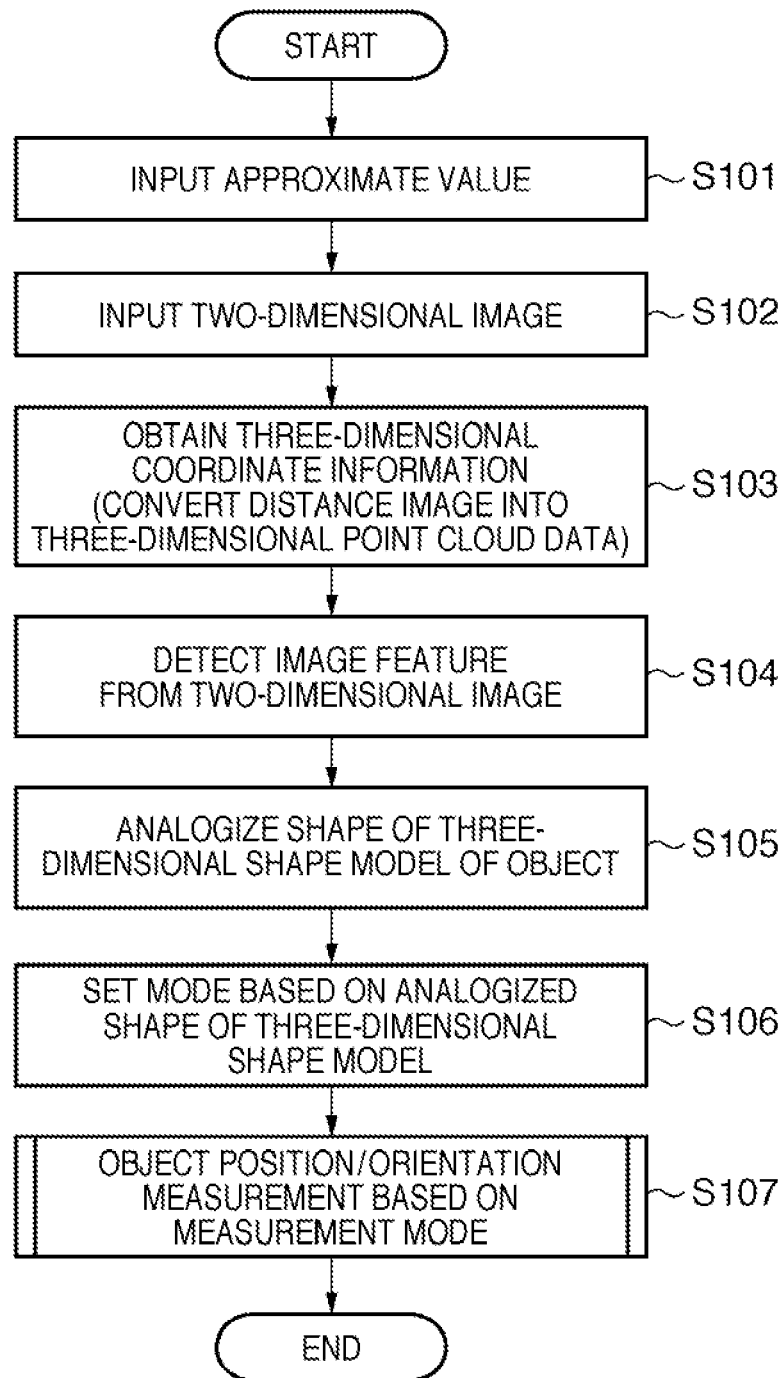 START
INPUT APPROXIMATE VALUE
S101
INPUT TWO-DIMENSIONAL IMAGE
S102
OBTAIN THREE-DIMENSIONAL
COORDINATE INFORMATION
(CONVERT DISTANCE IMAGE INTO
THREE-DIMENSIONAL POINT CLOUD DATA)
S103
DETECT IMAGE FEATURE
FROM TWO-DIMENSIONAL IMAGE
S104
ANALOGIZE SHAPE OF THREE-
DIMENSIONAL SHAPE MODEL OF OBJECT
S105
SET MODE BASED ON ANALOGIZED
SHAPE OF THREE-DIMENSIONAL
SHAPE MODEL
S106
OBJECT POSITION/ORIENTATION
MEASUREMENT BASED ON
MEASUREMENT MODE
S107
END